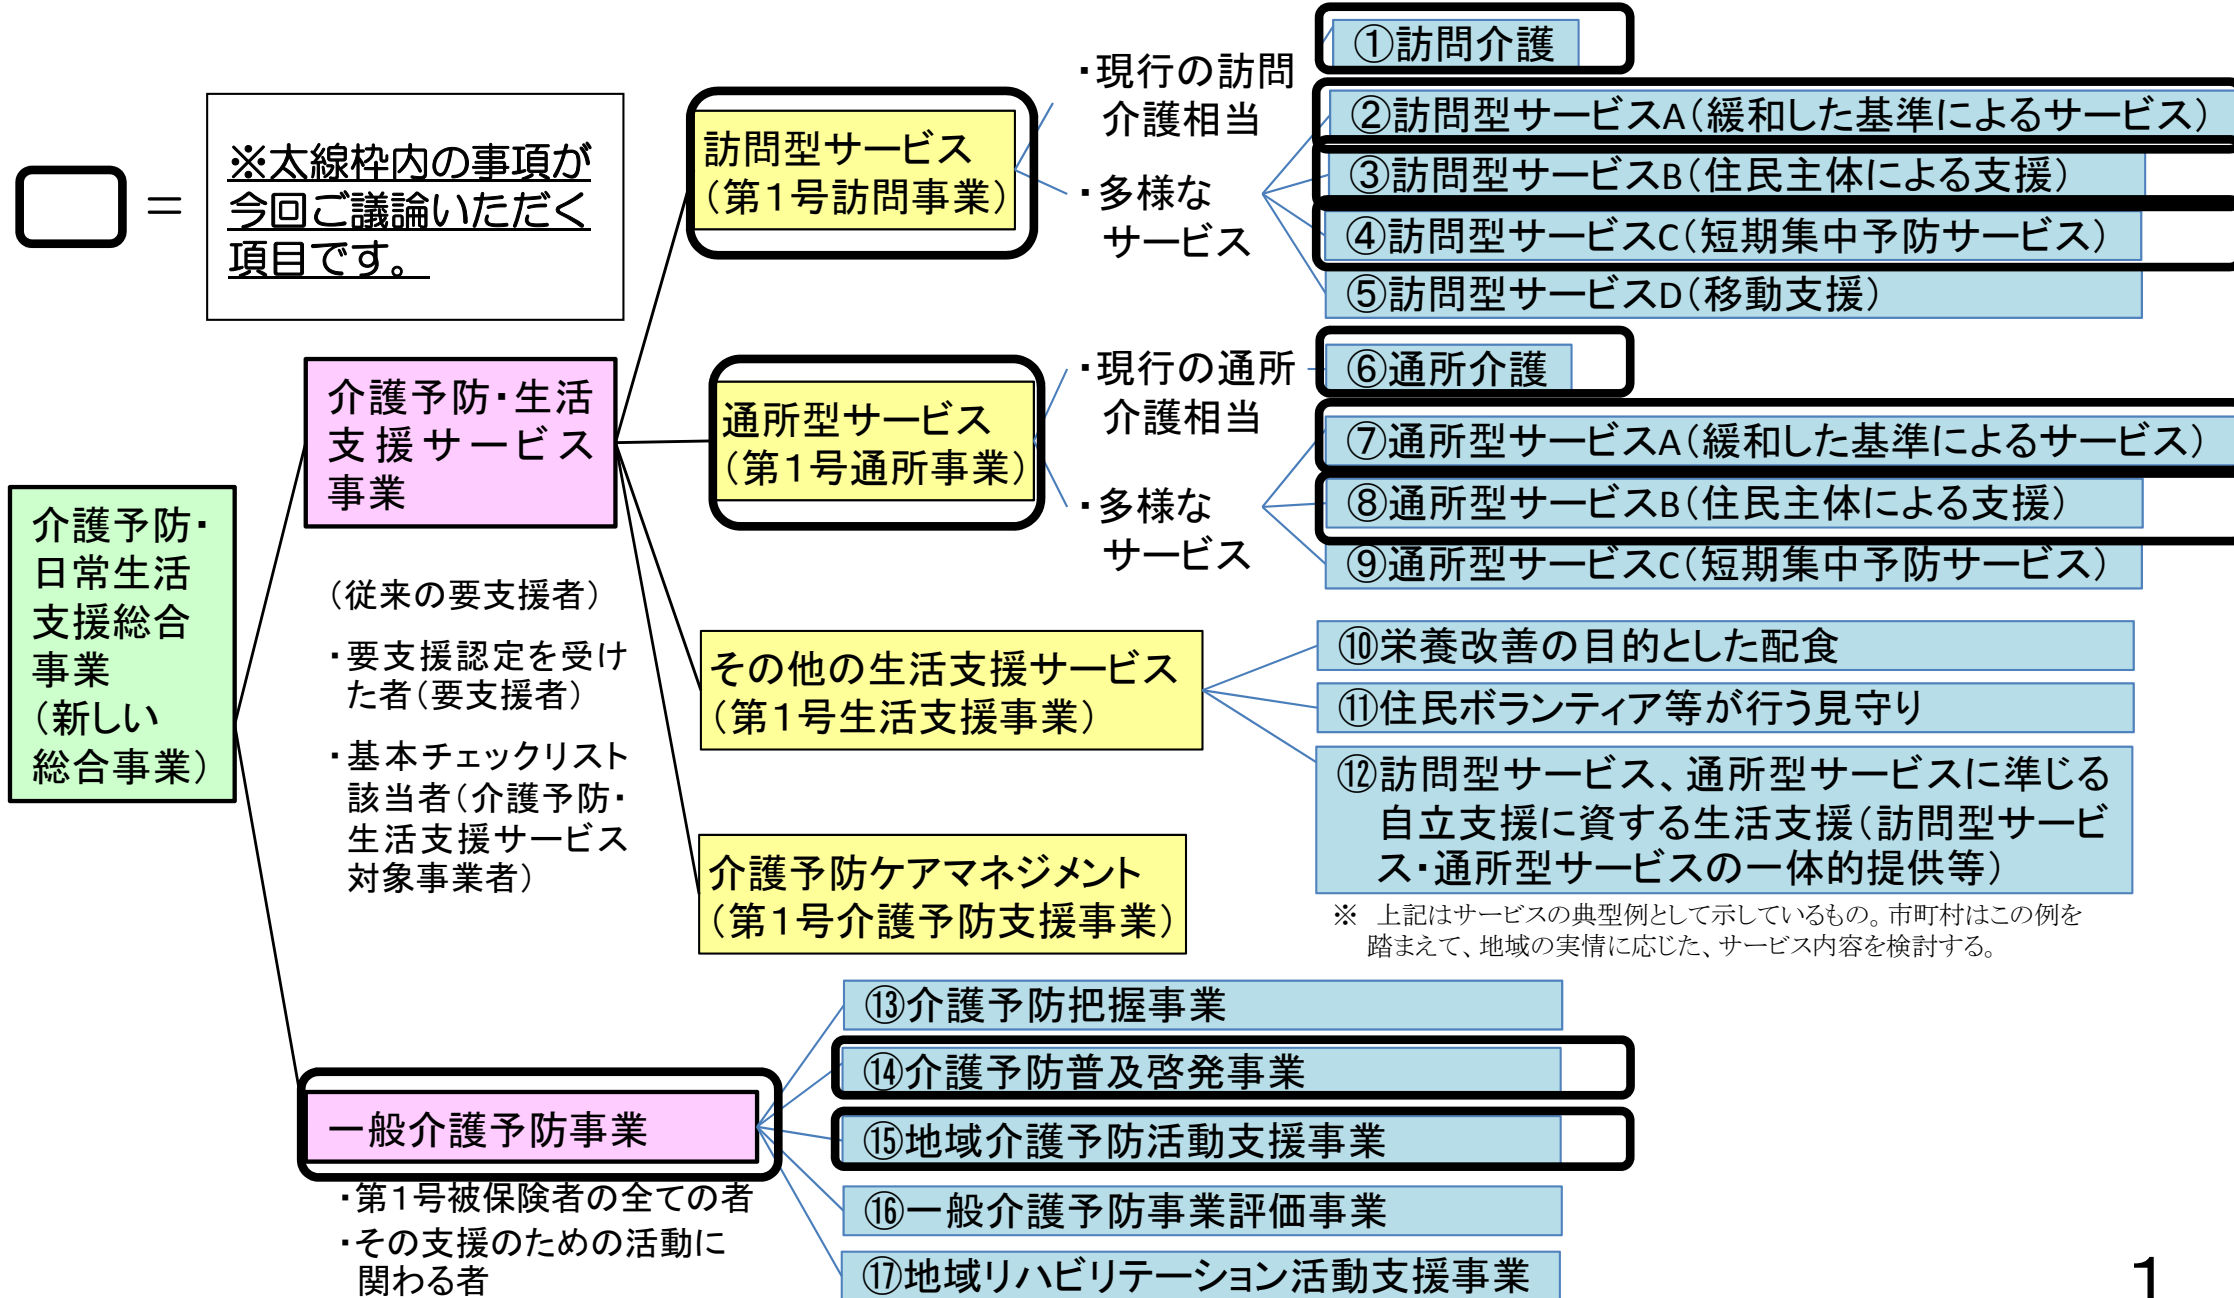 =
※太線枠内の事項が
今回ご議論いただく
項目です。
介護予防・
日常生活
支援総合
事業
（新しい
総合事業）
介護予防・生活
支援サービス
事業
（従来の要支援者）
・要支援認定を受け
た者（要支援者）
・基本チェックリスト
該当者（介護予防・
生活支援サービス
対象事業者）
訪問型サービス
（第１号訪問事業）
・現行の訪問
介護相当
・多様な
サービス
①訪問介護
②訪問型サービスA（緩和した基準によるサービス）
③訪問型サービスB（住民主体による支援）
④訪問型サービスC（短期集中予防サービス）
⑤訪問型サービスD（移動支援）
通所型サービス
（第１号通所事業）
・現行の通所
介護相当
・多様な
サービス
⑥通所介護
⑦通所型サービスA（緩和した基準によるサービス）
⑧通所型サービスB（住民主体による支援）
⑨通所型サービスC（短期集中予防サービス）
その他の生活支援サービス
（第１号生活支援事業）
⑩栄養改善の目的とした配食
⑪住民ボランティア等が行う見守り
⑫訪問型サービス、通所型サービスに準じる
自立支援に資する生活支援（訪問型サービ
ス・通所型サービスの一体的提供等）
※　上記はサービスの典型例として示しているもの。市町村はこの例を
踏まえて、地域の実情に応じた、サービス内容を検討する。
介護予防ケアマネジメント
（第１号介護予防支援事業）
一般介護予防事業
・第１号被保険者の全ての者
・その支援のための活動に
関わる者
⑬介護予防把握事業
⑭介護予防普及啓発事業
⑮地域介護予防活動支援事業
⑯一般介護予防事業評価事業
⑰地域リハビリテーション活動支援事業
1